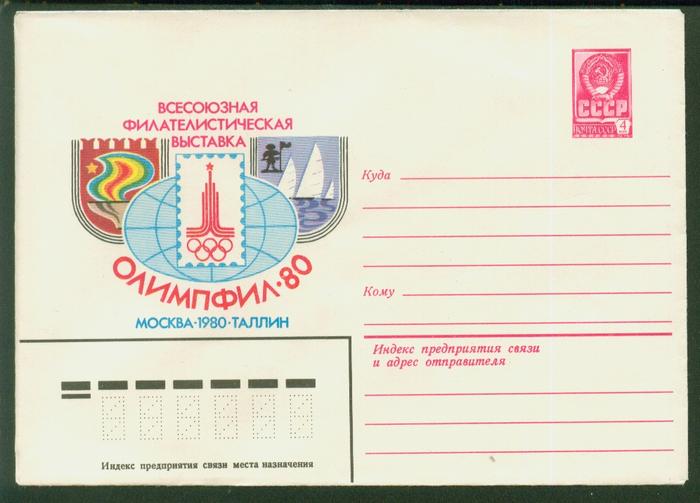 ВСЕСОЮЗНАЯ
ФИЛАТЕЛИСТИЧЕСКАЯ
ВЫСТАВКА
ОЛИМПФИЛ·80
МОСКВА·1980·ТАЛЛИН
СССР
ПОЧТА СССР 4
Куда
Кому
Индекс предприятия связи
и адрес отправителя
Индекс предприятия связи места назначения